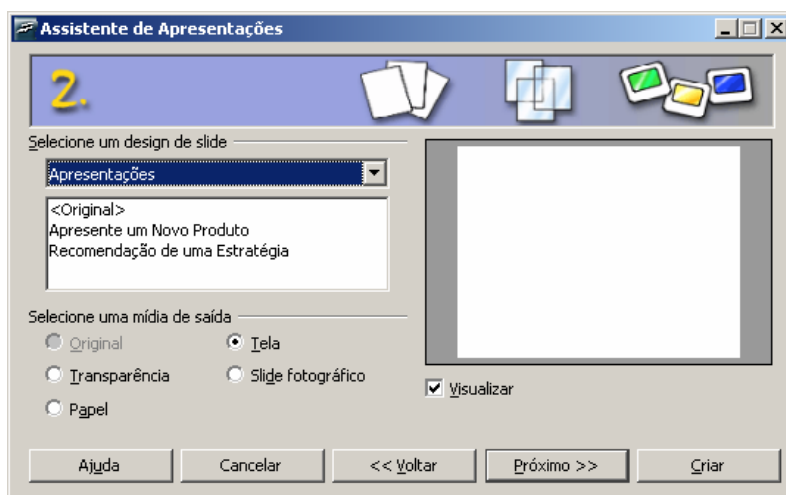 Assistente de Apresentações
2.
Selecione um design de slide
Apresentações
<Original>
Apresente um Novo Produto
Recomendação de uma Estratégia
Selecione uma mídia de saída
Original
Tela
Transparência
Slide fotográfico
Papel
Visualizar
Ajuda
Cancelar
<< Voltar
Próximo >>
Criar